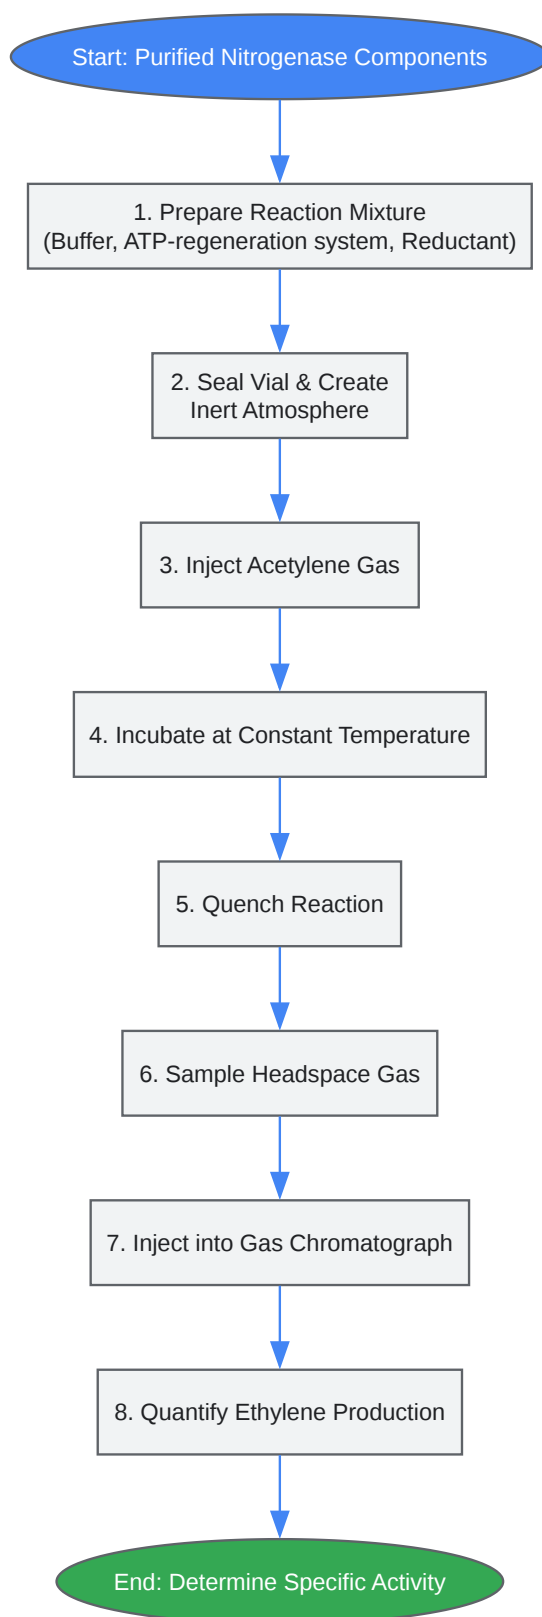 Start: Purified Nitrogenase Components
1. Prepare Reaction Mixture
(Buffer, ATP-regeneration system, Reductant)
2. Seal Vial & Create
Inert Atmosphere
3. Inject Acetylene Gas
4. Incubate at Constant Temperature
5. Quench Reaction
6. Sample Headspace Gas
7. Inject into Gas Chromatograph
8. Quantify Ethylene Production
End: Determine Specific Activity